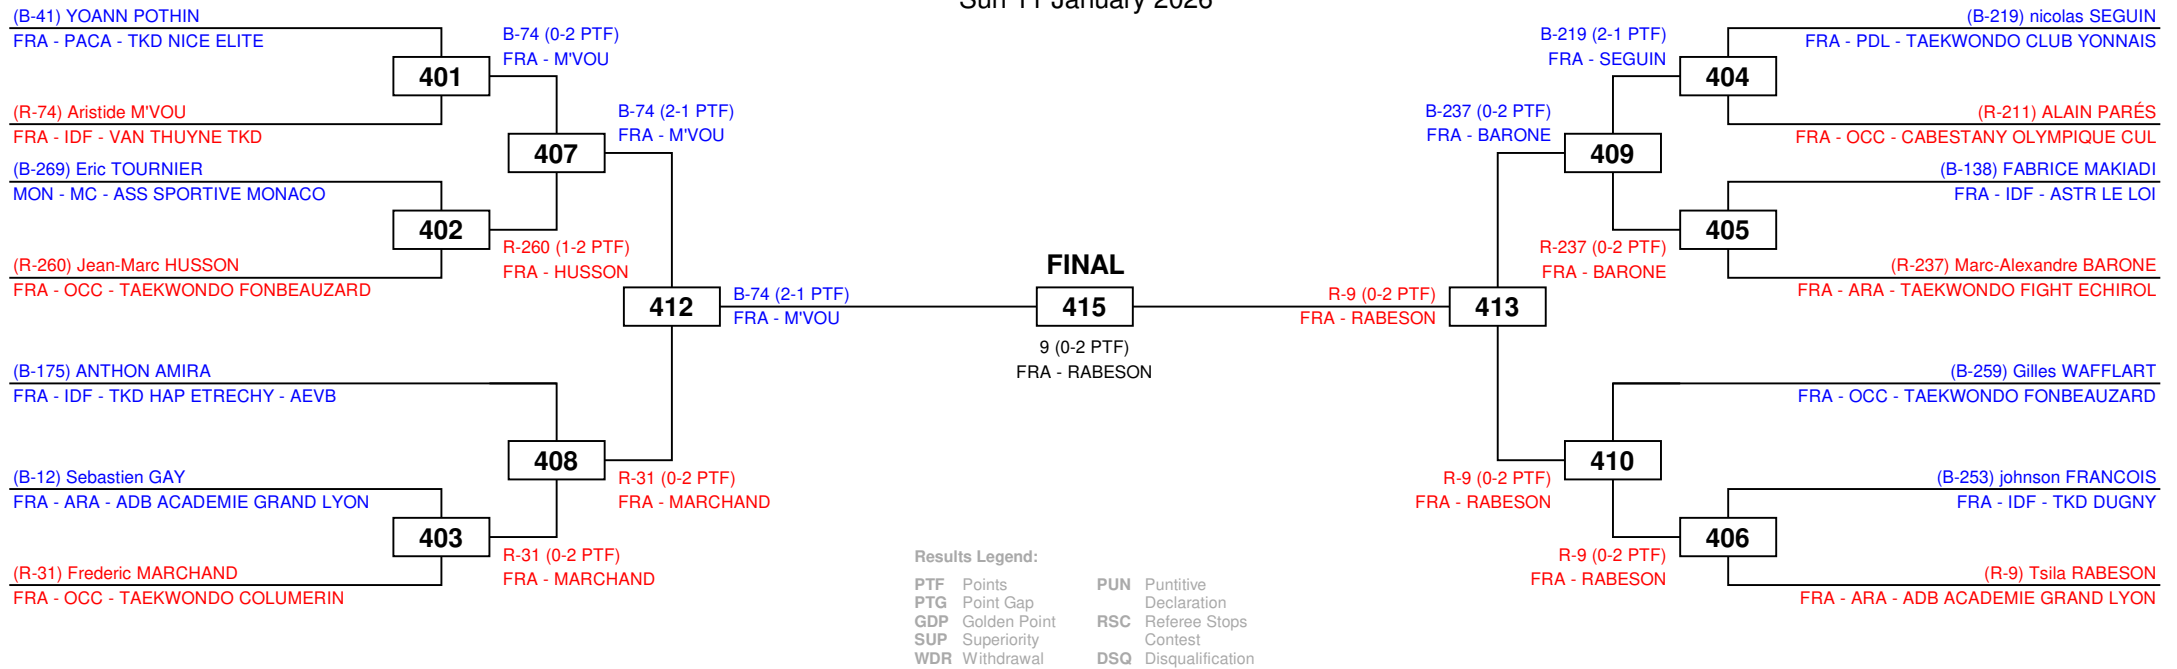 Sun 11 January 2026
(B-41) YOANN POTHIN
FRA - PACA - TKD NICE ELITE
401
(R-74) Aristide M'VOU
FRA - IDF - VAN THUYNE TKD
B-74 (0-2 PTF)
FRA - M'VOU
(B-269) Eric TOURNIER
MON - MC - ASS SPORTIVE MONACO
402
(R-260) Jean-Marc HUSSON
FRA - OCC - TAEKWONDO FONBEAUZARD
R-260 (1-2 PTF)
FRA - HUSSON
407
B-74 (2-1 PTF)
FRA - M'VOU
(B-175) ANTHON AMIRA
FRA - IDF - TKD HAP ETRECHY - AEVB
(B-12) Sebastien GAY
FRA - ARA - ADB ACADEMIE GRAND LYON
403
(R-31) Frederic MARCHAND
FRA - OCC - TAEKWONDO COLUMERIN
R-31 (0-2 PTF)
FRA - MARCHAND
408
R-31 (0-2 PTF)
FRA - MARCHAND
412
B-74 (2-1 PTF)
FRA - M'VOU
FINAL
415
9 (0-2 PTF)
FRA - RABESON
R-9 (0-2 PTF)
FRA - RABESON
413
B-237 (0-2 PTF)
FRA - BARONE
409
B-219 (2-1 PTF)
FRA - SEGUIN
404
(B-219) nicolas SEGUIN
FRA - PDL - TAEKWONDO CLUB YONNAIS
(R-211) ALAIN PARÉS
FRA - OCC - CABESTANY OLYMPIQUE CUL
R-237 (0-2 PTF)
FRA - BARONE
405
(B-138) FABRICE MAKIADI
FRA - IDF - ASTR LE LOI
(R-237) Marc-Alexandre BARONE
FRA - ARA - TAEKWONDO FIGHT ECHIROL
R-9 (0-2 PTF)
FRA - RABESON
410
(B-259) Gilles WAFFLART
FRA - OCC - TAEKWONDO FONBEAUZARD
R-9 (0-2 PTF)
FRA - RABESON
406
(B-253) johnson FRANCOIS
FRA - IDF - TKD DUGNY
(R-9) Tsila RABESON
FRA - ARA - ADB ACADEMIE GRAND LYON
Results Legend:
PTF Points
PTG Point Gap
GDP Golden Point
SUP Superiority
WDR Withdrawal
PUN Puntitive
Declaration
RSC Referee Stops
Contest
DSQ Disqualification